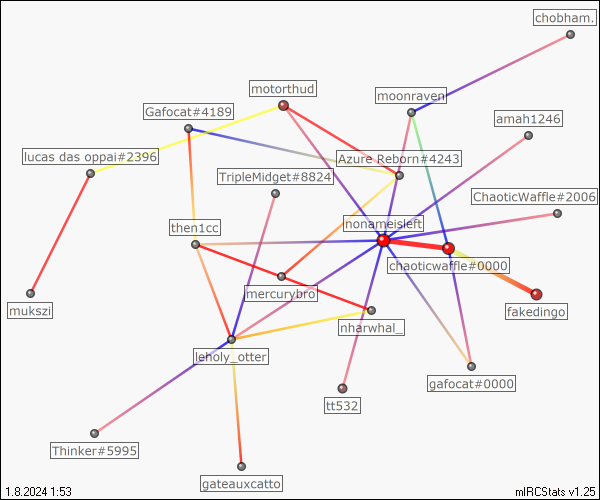 chobham.
motorthud
moonraven
Gafocat#4189
amah1246
lucas das oppai#2396
Azure Reborn#4243
TripleMidget#8824
ChaoticWaffle#2006
then1cc
nonameisleft
chaoticwaffle#0000
mercurybro
mukszi
fakedingo
nharwhal_
leholy_otter
gafocat#0000
tt532
Thinker#5995
gateauxcatto
1.8.2024 1:53
mIRCStats v1.25